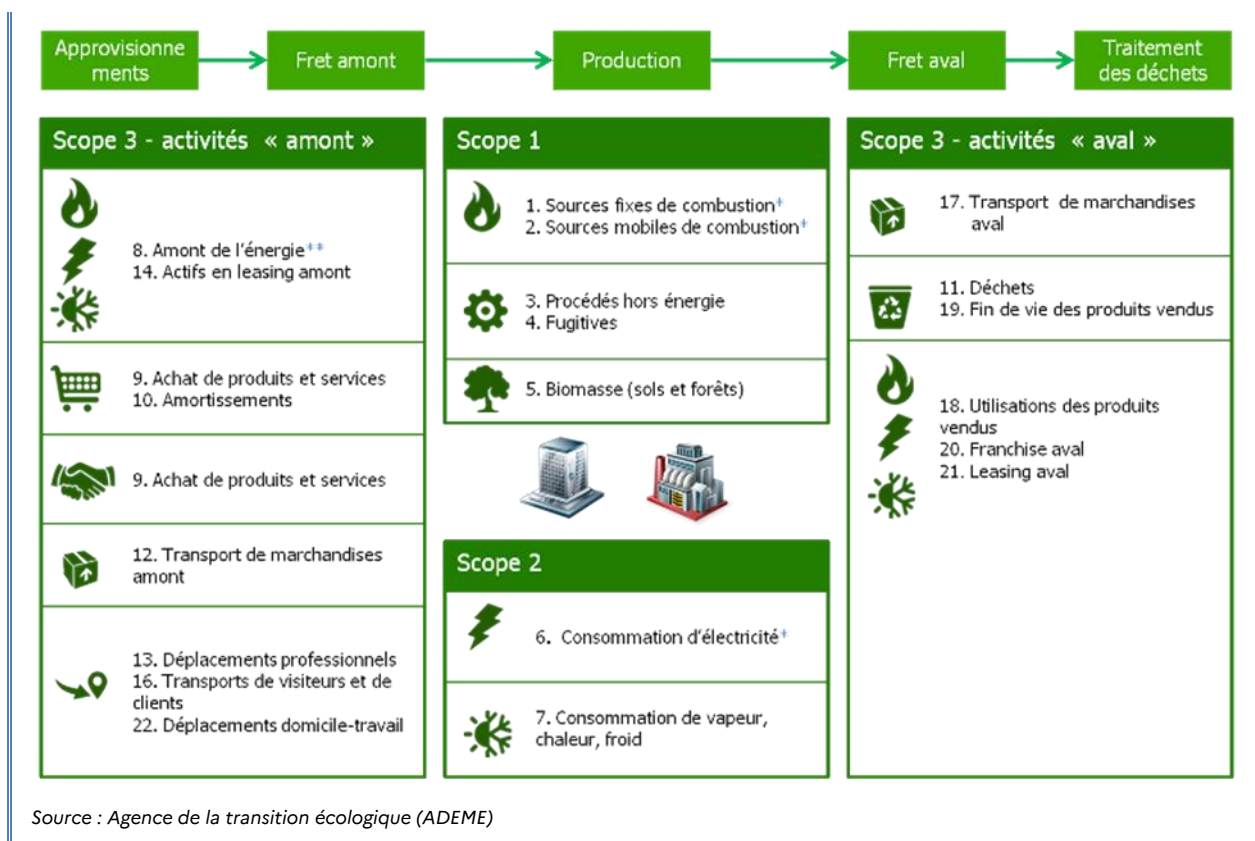 Approvisionne
ments
Fret amont
Production
Fret aval
Traitement
des déchets
Scope 3 - activités « amont »
8. Amont de l'énergie**
14. Actifs en leasing amont
9. Achat de produits et services
10. Amortissements
9. Achat de produits et services
12. Transport de marchandises
amont
13. Déplacements professionnels
16. Transports de visiteurs et de
clients
22. Déplacements domicile-travail
Scope 1
1. Sources fixes de combustion*
2. Sources mobiles de combustion*
3. Procédés hors énergie
4. Fugitives
5. Biomasse (sols et forêts)
Scope 2
6. Consommation d'électricité*
7. Consommation de vapeur,
chaleur, froid
Scope 3 - activités « aval »
17. Transport de marchandises
aval
11. Déchets
19. Fin de vie des produits vendus
18. Utilisations des produits
vendus
20. Franchise aval
21. Leasing aval
Source : Agence de la transition écologique (ADEME)